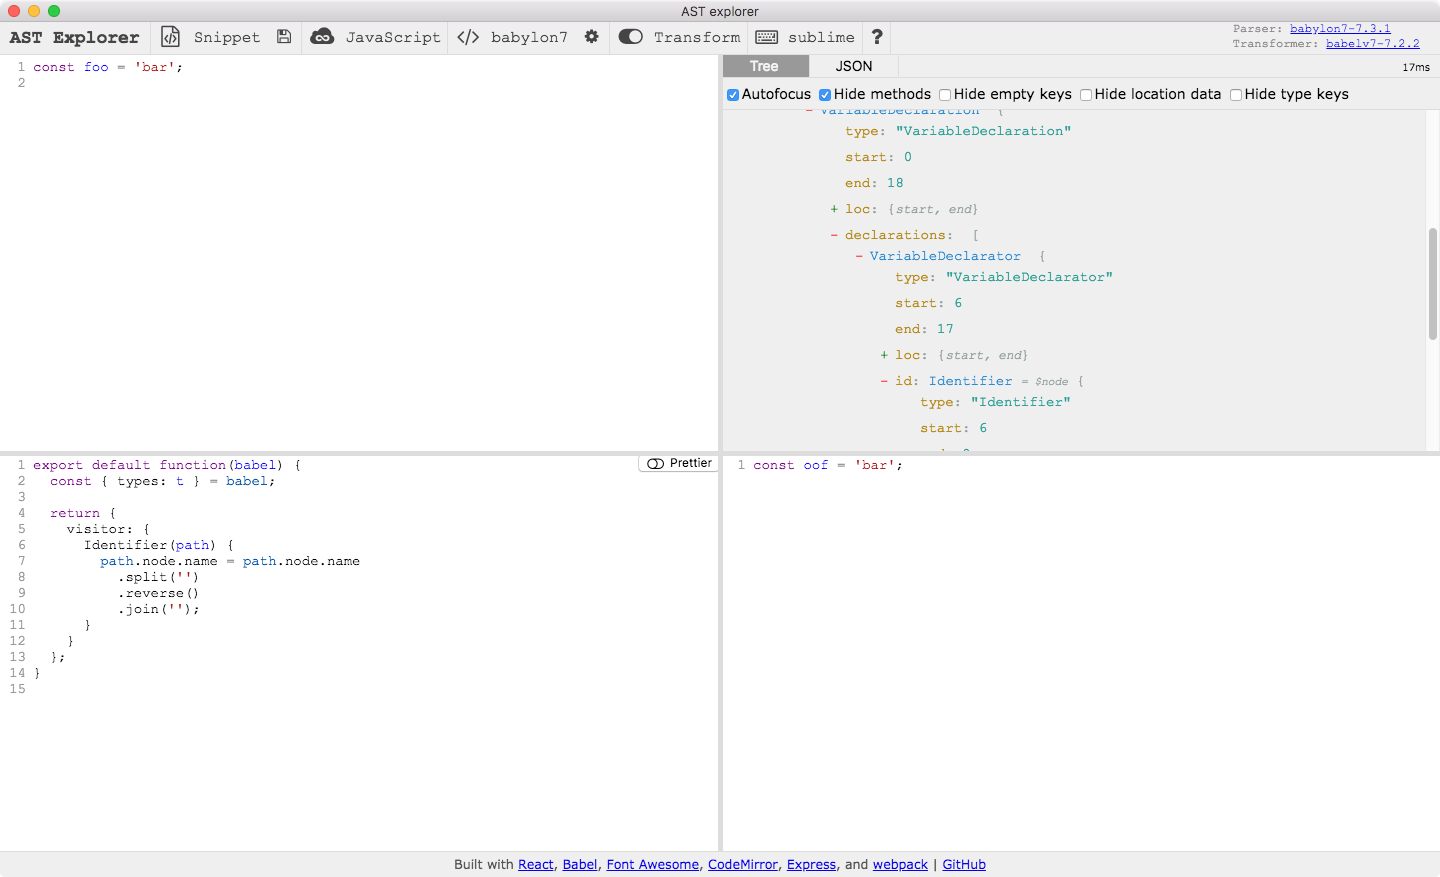 AST explorer
AST Explorer Snippet JavaScript </> babylon7 Transform sublime ?
Parser: babylon7-7.3.1
Transformer: babelv7-7.2.2
1 const foo = 'bar';
2
Tree JSON 17ms
Autofocus Hide methods Hide empty keys Hide location data Hide type keys
- VariableDeclaration {
type: "VariableDeclaration"
start: 0
end: 18
+ loc: {start, end}
- declarations: [
- VariableDeclarator {
type: "VariableDeclarator"
start: 6
end: 17
+ loc: {start, end}
- id: Identifier = $node {
type: "Identifier"
start: 6
Prettier
1 export default function(babel) {
2 const { types: t } = babel;
3
4 return {
5 visitor: {
6 Identifier(path) {
7 path.node.name = path.node.name
8 .split('')
9 .reverse()
10 .join('');
11 }
12 }
13 };
14 }
15
1 const oof = 'bar';
Built with React, Babel, Font Awesome, CodeMirror, Express, and webpack | GitHub